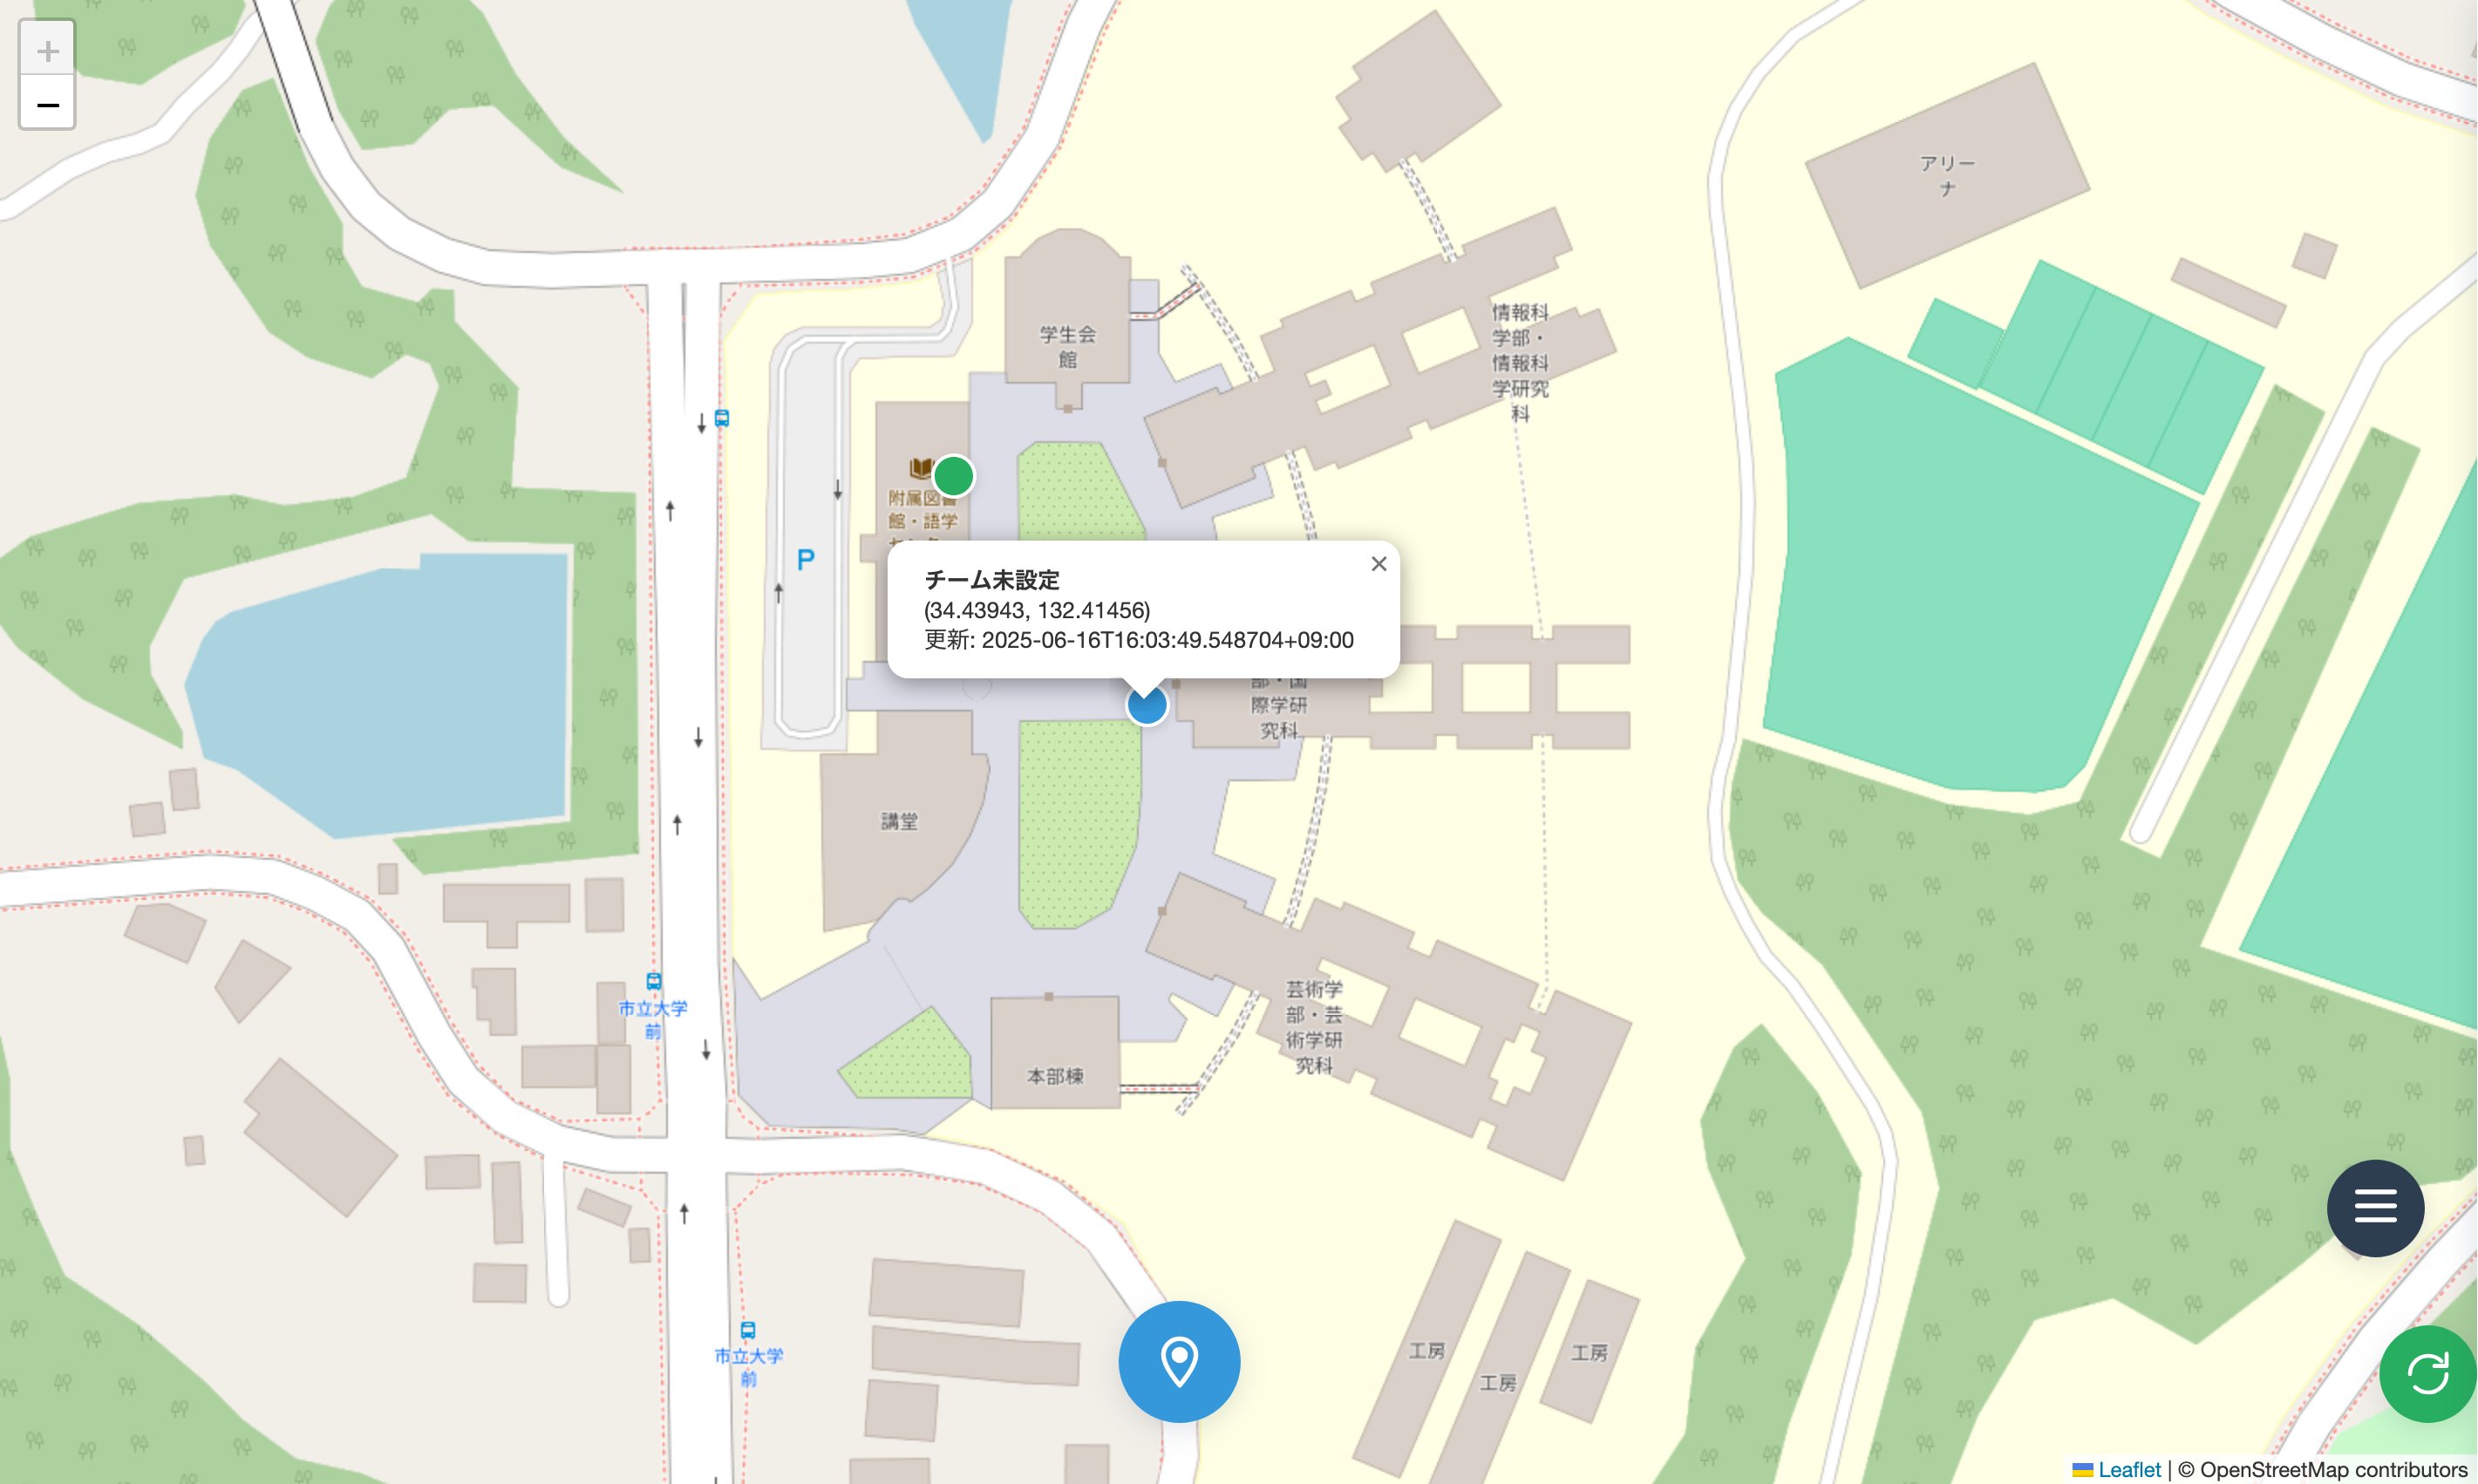 +
−
アリー
ナ
学生会
館
情報科
学部・
情報科
学研究
科
附属図書
館・語学
P
チーム未設定
(34.43943, 132.41456)
更新: 2025-06-16T16:03:49.548704+09:00
×
部・国
際学研
究科
講堂
市立大学
前
芸術学
部・芸
術学研
究科
本部棟
市立大学
前
工房
工房
工房
Leaflet | © OpenStreetMap contributors